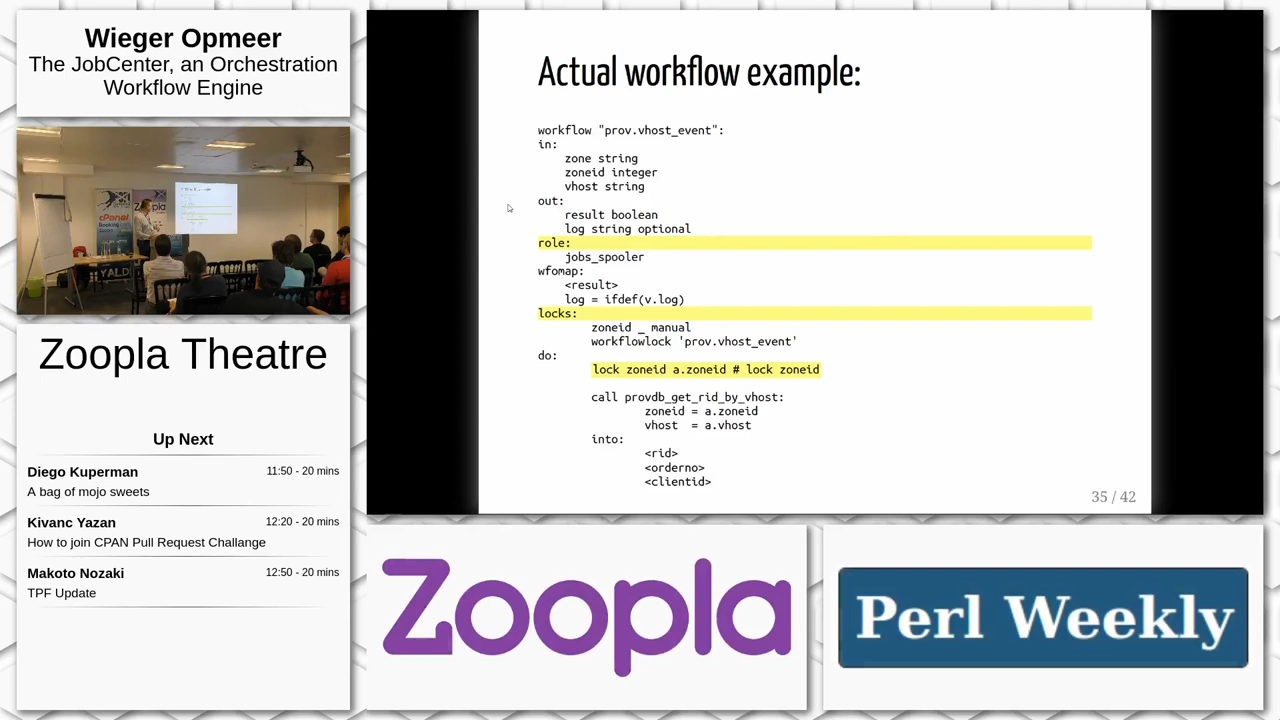 Wieger Opmeer
The JobCenter, an Orchestration
Workflow Engine
cPanel
Zoopla Theatre
Up Next
Diego Kuperman 11:50 - 20 mins
A bag of mojo sweets
Kivanc Yazan 12:20 - 20 mins
How to join CPAN Pull Request Challange
Makoto Nozaki 12:50 - 20 mins
TPF Update
Actual workflow example:
workflow "prov.vhost_event":
in:
zone string
zoneid integer
vhost string
out:
result boolean
log string optional
role:
jobs_spooler
wfomap:
<result>
log = ifdef(v.log)
locks:
zoneid _ manual
workflowlock 'prov.vhost_event'
do:
lock zoneid a.zoneid # lock zoneid
call provdb_get_rid_by_vhost:
zoneid = a.zoneid
vhost = a.vhost
into:
<rid>
<orderno>
<clientid>
35 / 42
Zoopla
Perl Weekly